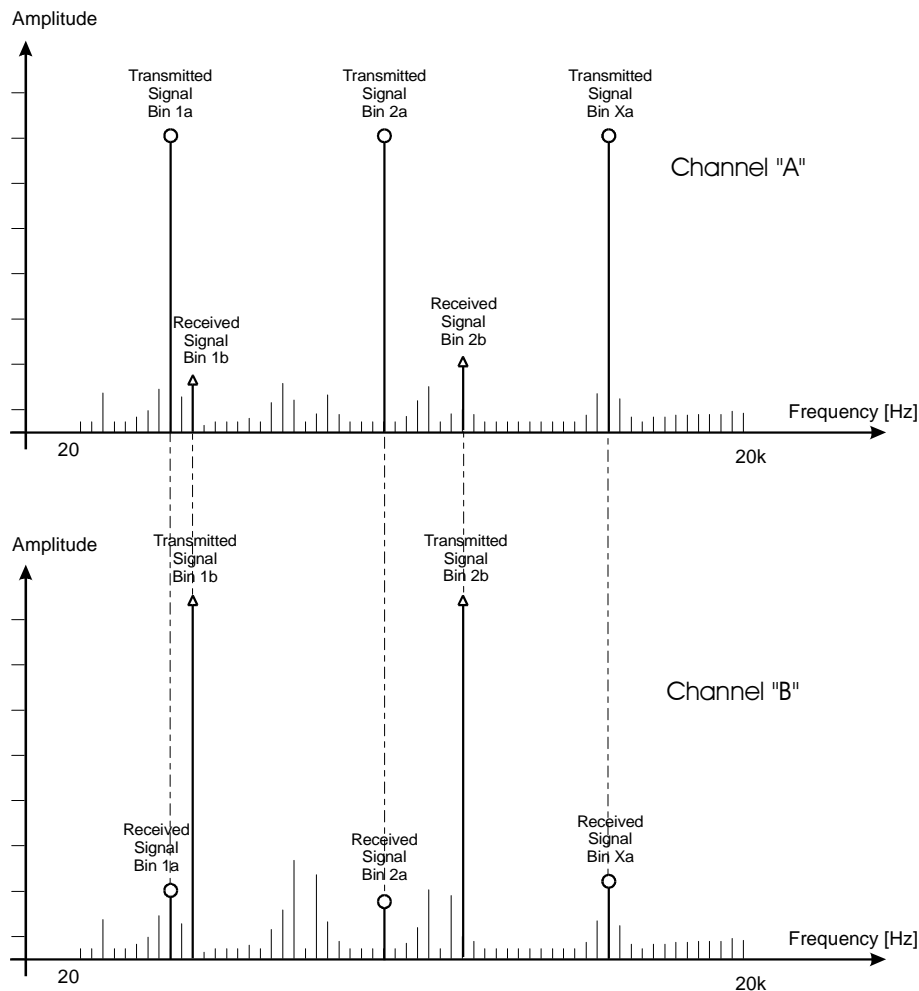 Amplitude
Transmitted
Signal
Bin 1a
Transmitted
Signal
Bin 2a
Transmitted
Signal
Bin Xa
Channel "A"
Received
Signal
Bin 1b
Received
Signal
Bin 2b
Frequency [Hz]
20
20k
Amplitude
Transmitted
Signal
Bin 1b
Transmitted
Signal
Bin 2b
Channel "B"
Received
Signal
Bin 1a
Received
Signal
Bin 2a
Received
Signal
Bin Xa
Frequency [Hz]
20
20k